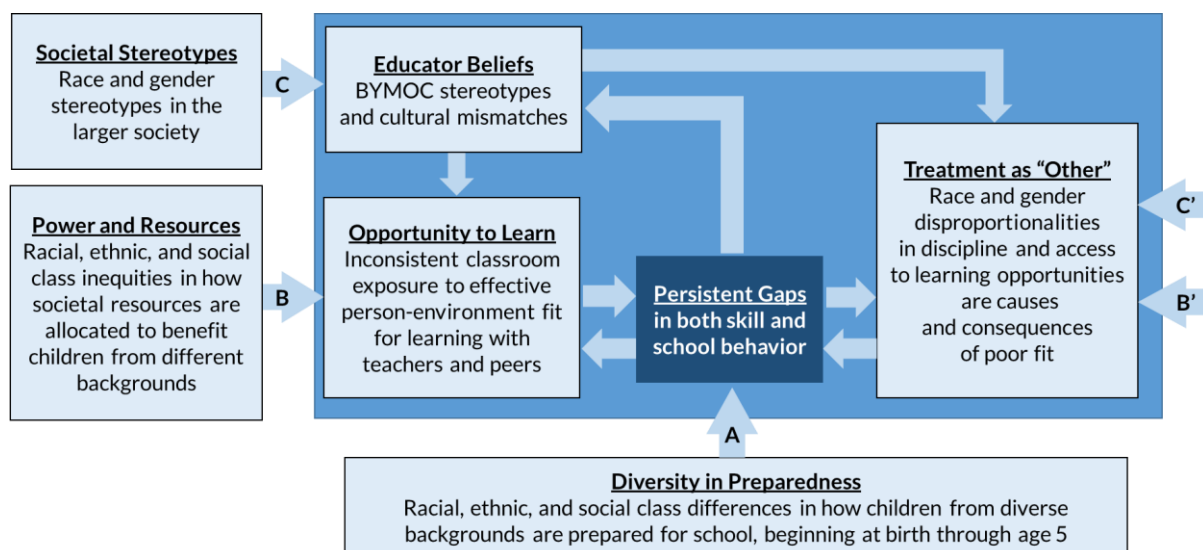 Societal Stereotypes
Race and gender
stereotypes in the
larger society
C
Educator Beliefs
BYMOC stereotypes
and cultural mismatches
Power and Resources
Racial, ethnic, and social
class inequities in how
societal resources are
allocated to benefit
children from different
backgrounds
B
Opportunity to Learn
Inconsistent classroom
exposure to effective
person-environment fit
for learning with
teachers and peers
Persistent Gaps
in both skill and
school behavior
Treatment as “Other”
Race and gender
disproportionalities
in discipline and access
to learning opportunities
are causes
and consequences
of poor fit
C’
B’
A
Diversity in Preparedness
Racial, ethnic, and social class differences in how children from diverse
backgrounds are prepared for school, beginning at birth through age 5